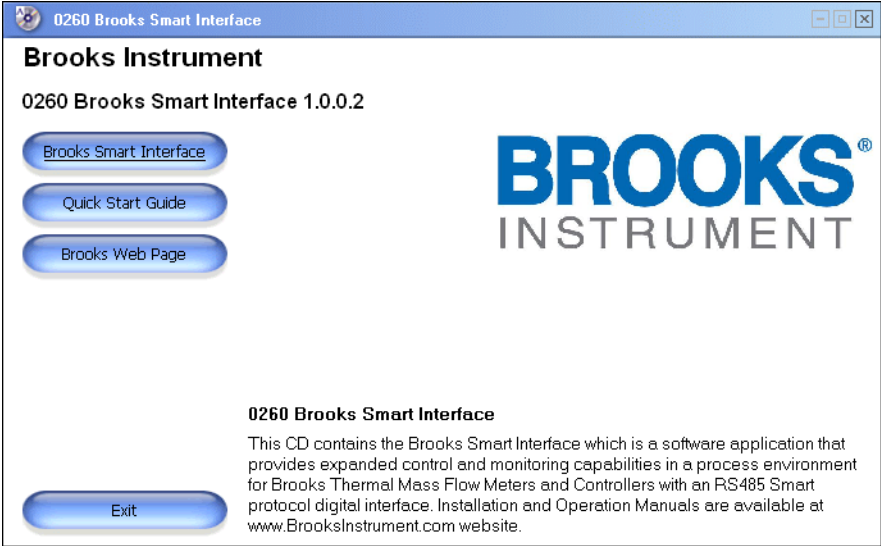 0260 Brooks Smart Interface
Brooks Instrument
0260 Brooks Smart Interface 1.0.0.2
Brooks Smart Interface
Quick Start Guide
Brooks Web Page
BROOKS®
INSTRUMENT
0260 Brooks Smart Interface
This CD contains the Brooks Smart Interface which is a software application that
provides expanded control and monitoring capabilities in a process environment
for Brooks Thermal Mass Flow Meters and Controllers with an RS485 Smart
protocol digital interface. Installation and Operation Manuals are available at
www.BrooksInstrument.com website.
Exit